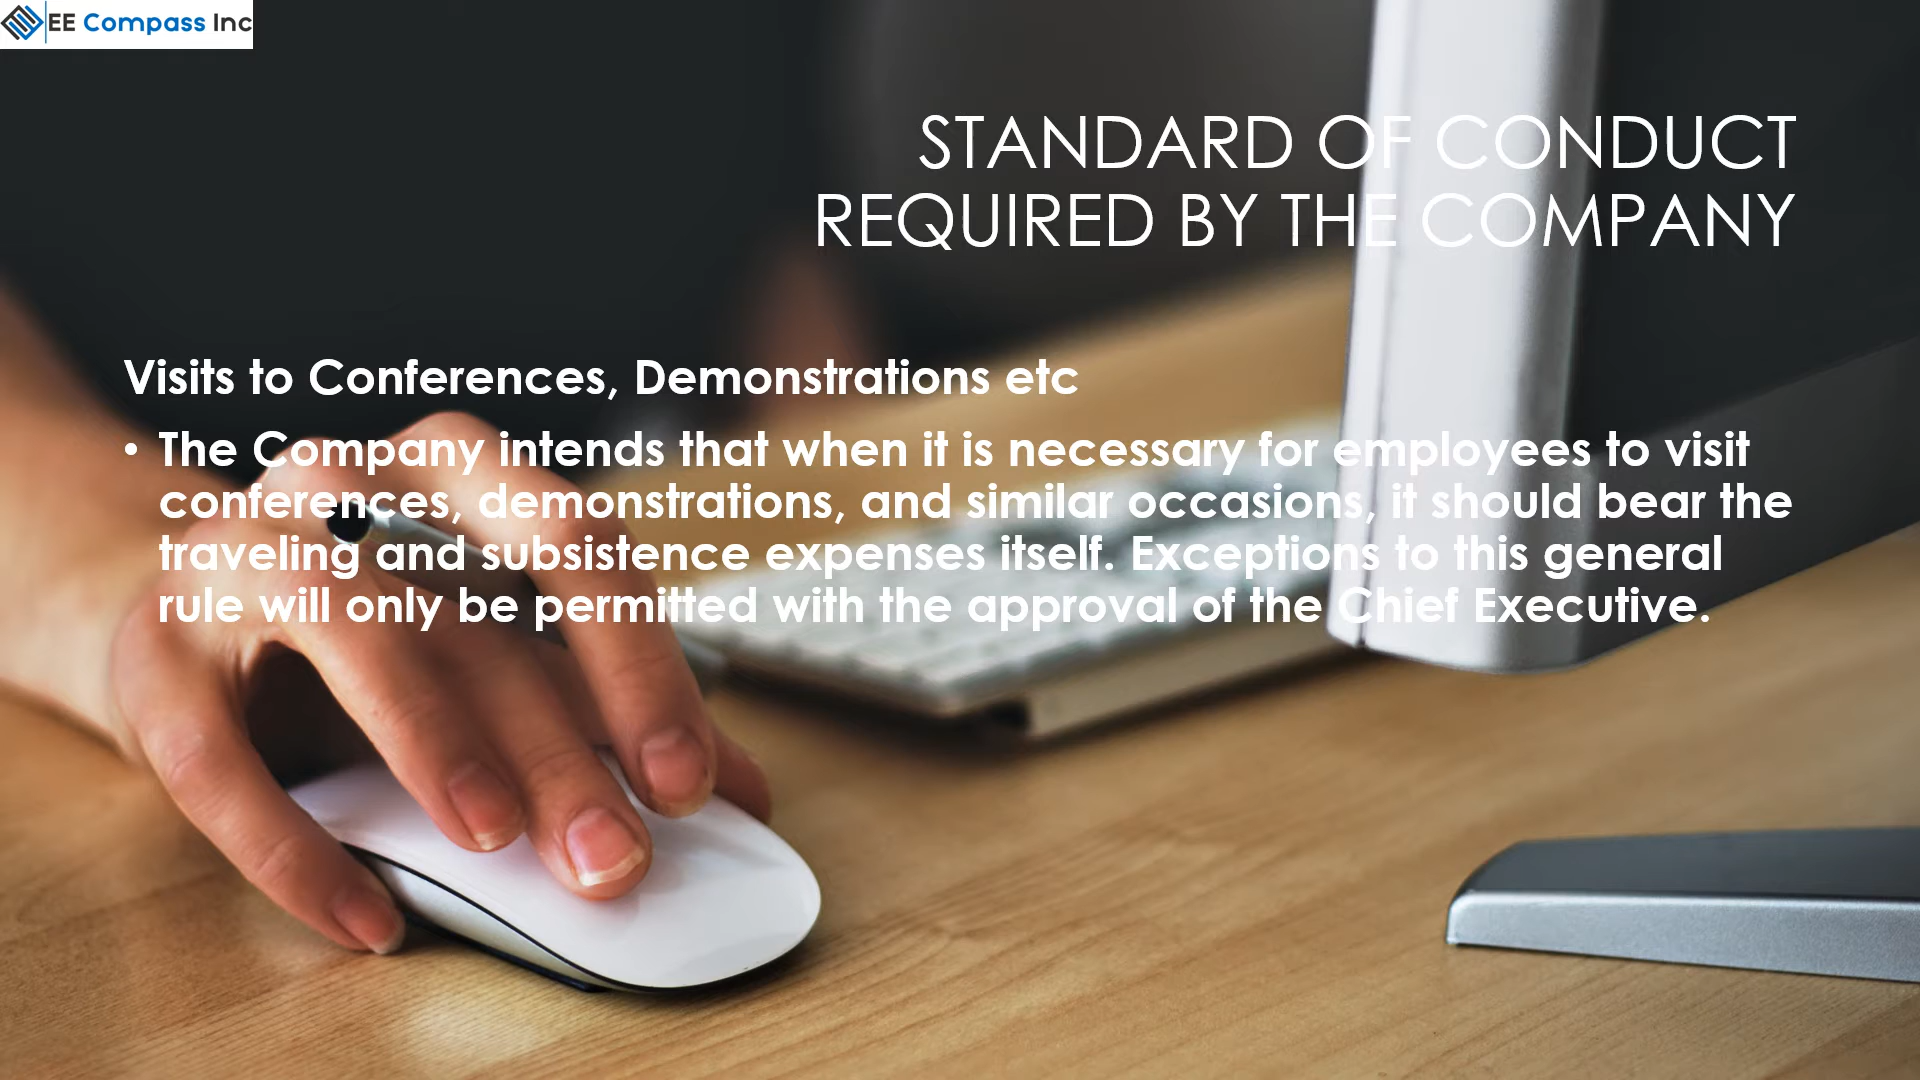 EE Compass Inc
STANDARD OF CONDUCT
REQUIRED BY THE COMPANY
Visits to Conferences, Demonstrations etc
• The Company intends that when it is necessary for employees to visit
conferences, demonstrations, and similar occasions, it should bear the
traveling and subsistence expenses itself. Exceptions to this general
rule will only be permitted with the approval of the Chief Executive.